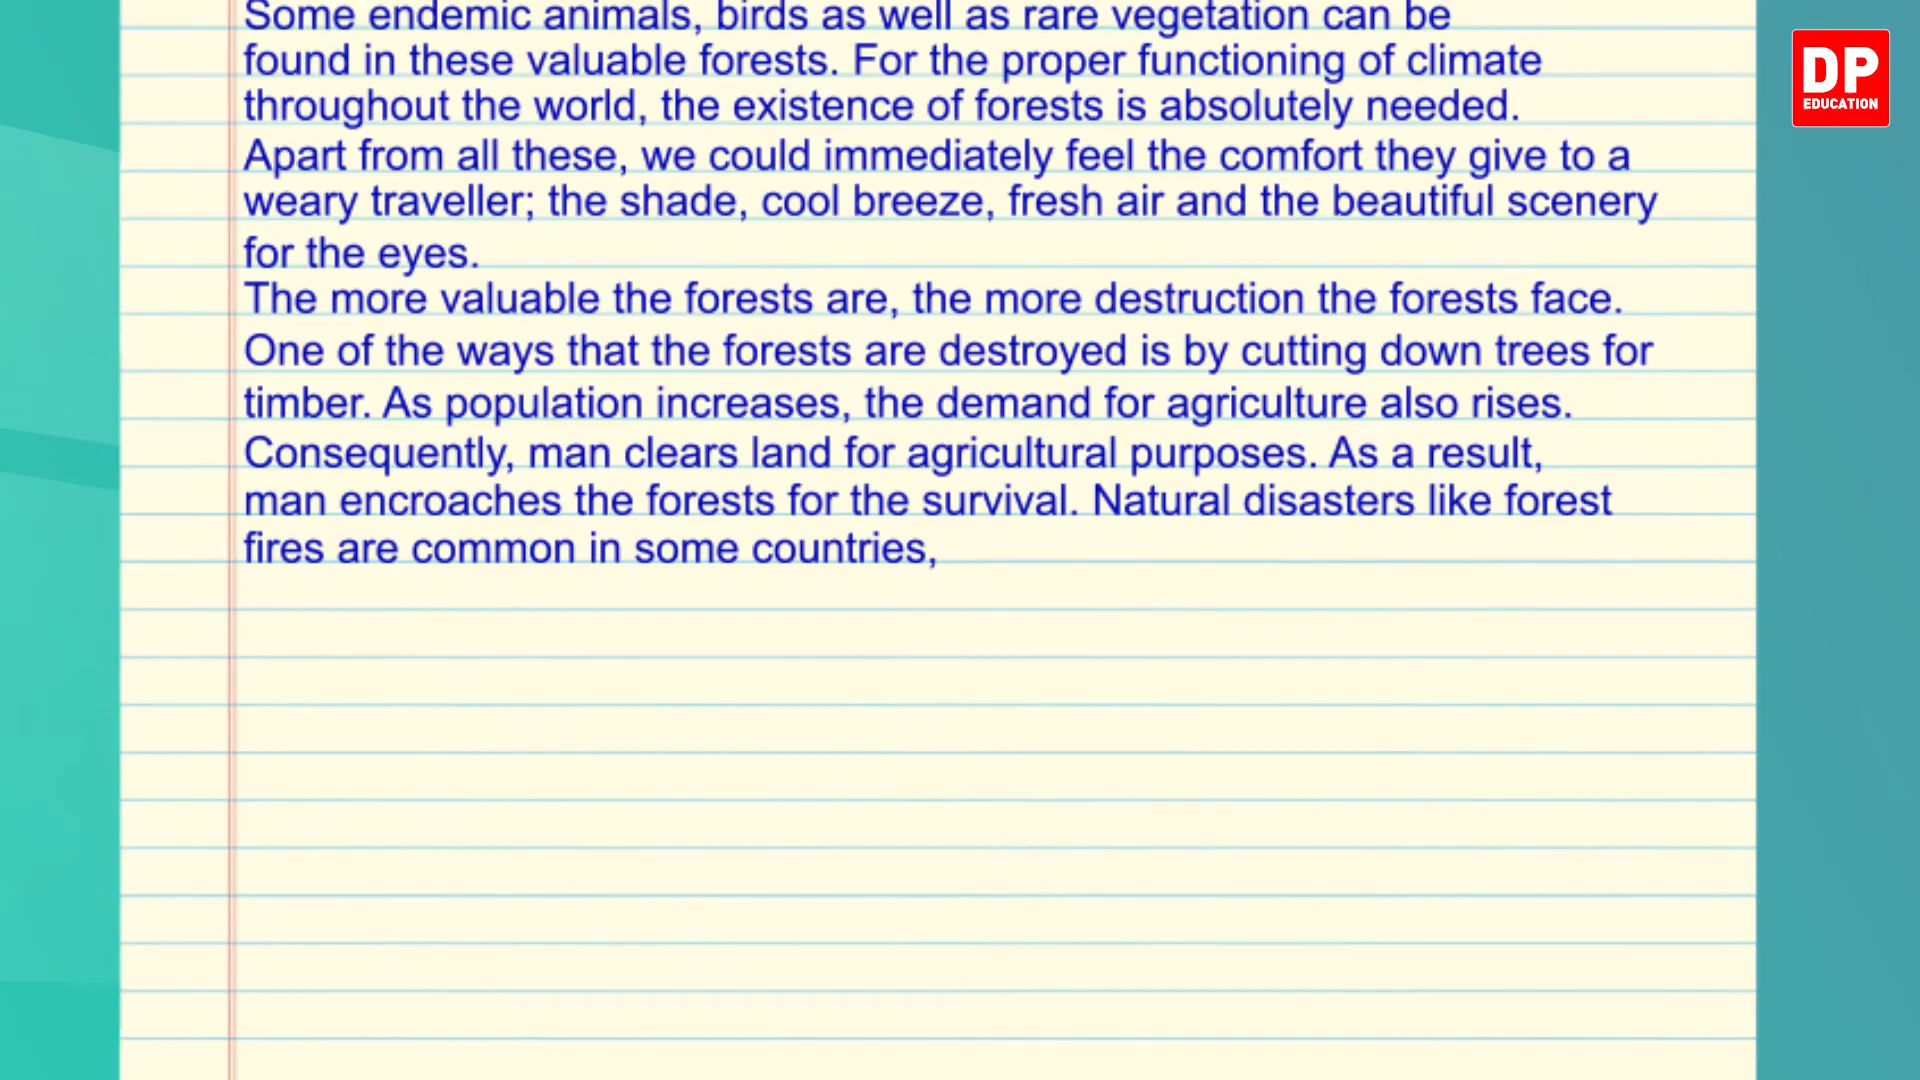 Some endemic animals, birds as well as rare vegetation can be
found in these valuable forests. For the proper functioning of climate
throughout the world, the existence of forests is absolutely needed.
Apart from all these, we could immediately feel the comfort they give to a
weary traveller; the shade, cool breeze, fresh air and the beautiful scenery
for the eyes.
The more valuable the forests are, the more destruction the forests face.
One of the ways that the forests are destroyed is by cutting down trees for
timber. As population increases, the demand for agriculture also rises.
Consequently, man clears land for agricultural purposes. As a result,
man encroaches the forests for the survival. Natural disasters like forest
fires are common in some countries,
DP
EDUCATION